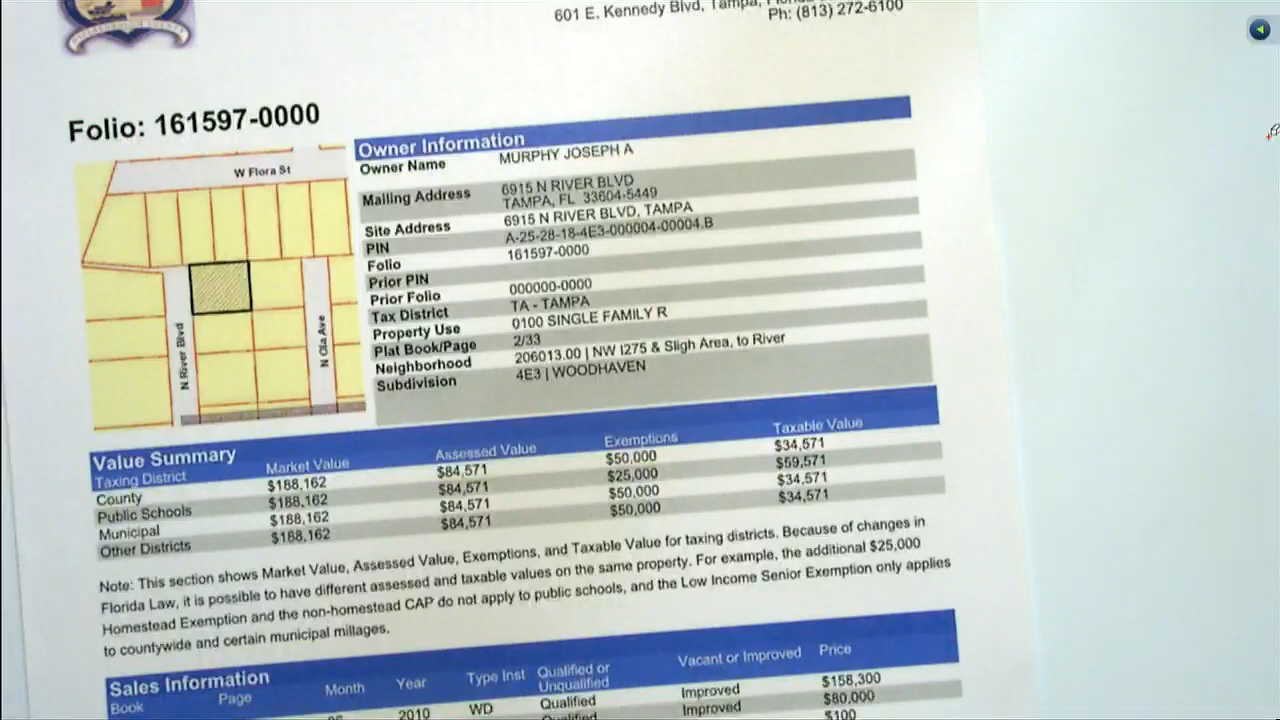 601 E. Kennedy Blvd, Tampa,
Ph: (813) 272-6100
Folio: 161597-0000
W Flora St
N River Blvd
N Ola Ave
Owner Information
Owner Name MURPHY JOSEPH A
Mailing Address 6915 N RIVER BLVD
TAMPA, FL 33604-5449
Site Address 6915 N RIVER BLVD, TAMPA
PIN A-25-28-18-4E3-000004-00004.B
Folio 161597-0000
Prior PIN
Prior Folio 000000-0000
Tax District TA - TAMPA
Property Use 0100 SINGLE FAMILY R
Plat Book/Page 2/33
Neighborhood 206013.00 | NW I275 & Sligh Area, to River
Subdivision 4E3 | WOODHAVEN
Value Summary
Taxing District Market Value Assessed Value Exemptions Taxable Value
County $188,162 $84,571 $50,000 $34,571
Public Schools $188,162 $84,571 $25,000 $59,571
Municipal $188,162 $84,571 $50,000 $34,571
Other Districts $188,162 $84,571 $50,000 $34,571
Note: This section shows Market Value, Assessed Value, Exemptions, and Taxable Value for taxing districts. Because of changes in
Florida Law, it is possible to have different assessed and taxable values on the same property. For example, the additional $25,000
Homestead Exemption and the non-homestead CAP do not apply to public schools, and the Low Income Senior Exemption only applies
to countywide and certain municipal millages.
Sales Information
Book Page Month Year Type Inst Qualified or Unqualified Vacant or Improved Price
2010 WD Qualified Improved $158,300
Qualified Improved $80,000
$100